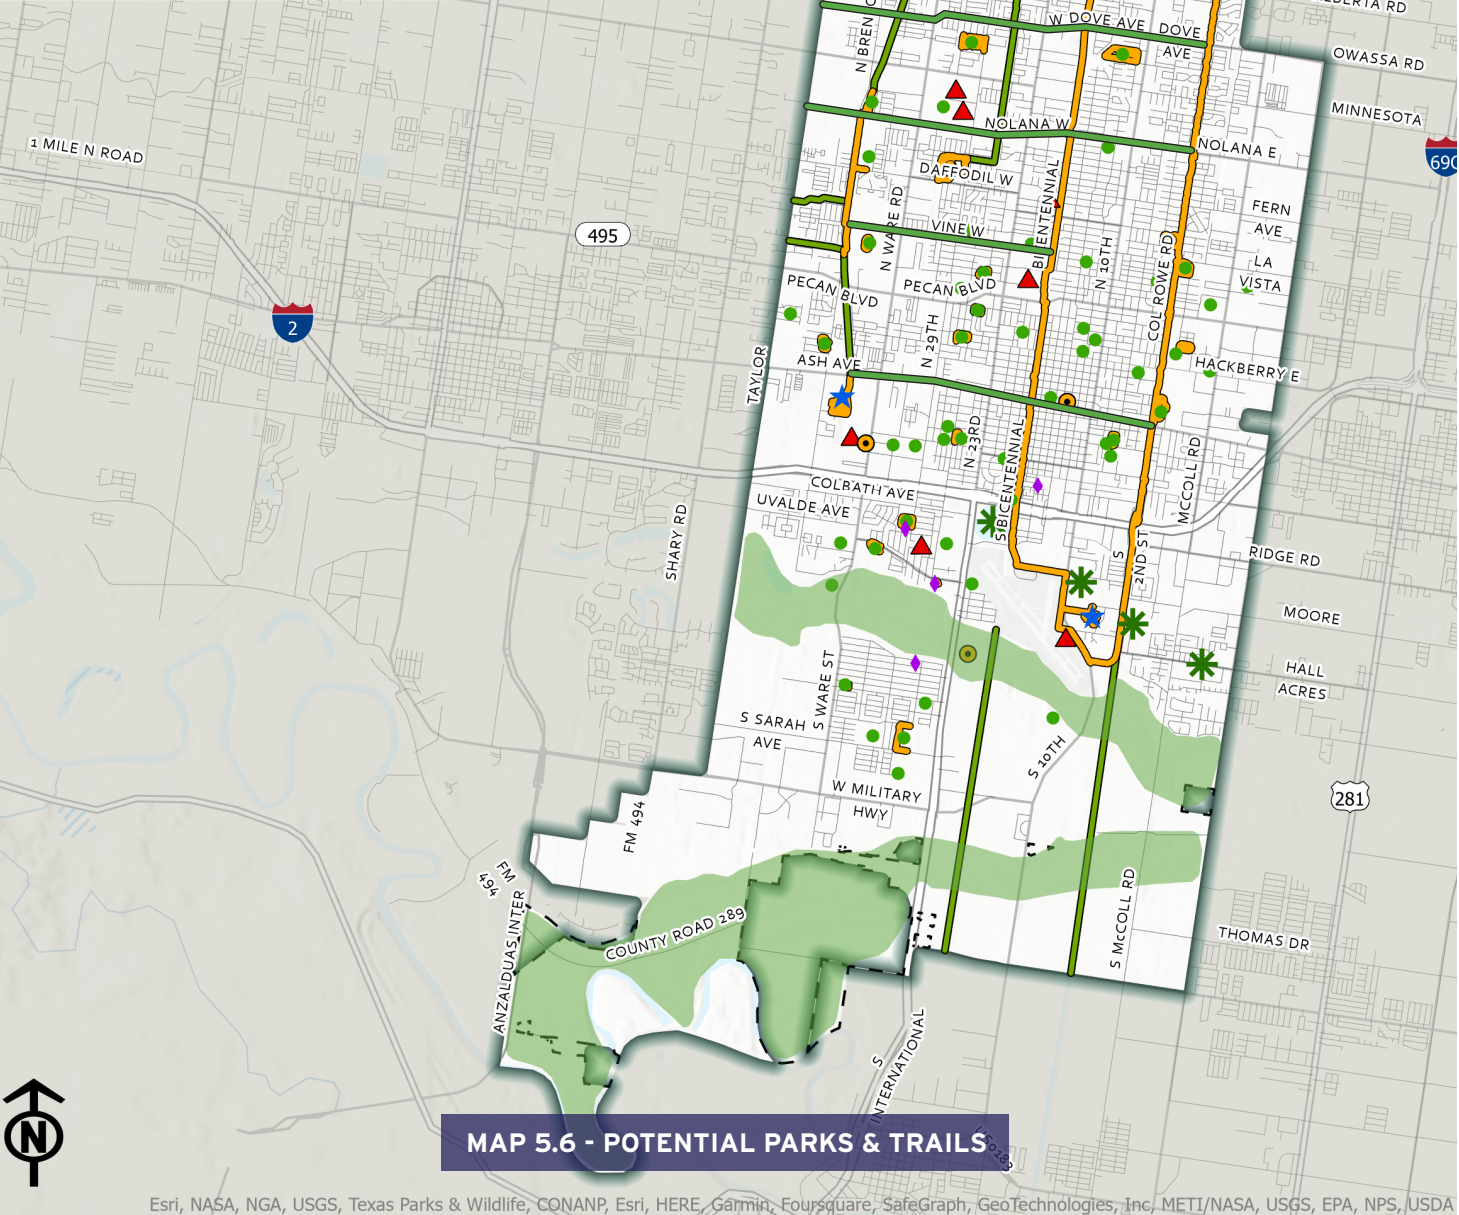 ALBERTA RD
W DOVE AVE
DOVE
AVE
N BREN
OWASSA RD
MINNESOTA
NOLANA W
NOLANA E
1 MILE N ROAD
69C
DAFFODIL W
N WARE RD
BICENTENNIAL
FERN
AVE
495
VINE W
N 10TH
COL ROWE RD
LA
VISTA
PECAN BLVD
PECAN BLVD
2
N 29TH
TAYLOR
ASH AVE
HACKBERRY E
N 23RD
S BICENTENNIAL
MCCOLL RD
COLBATH AVE
UVALDE AVE
SHARY RD
S
2ND ST
RIDGE RD
MOORE
HALL
ACRES
S WARE ST
S SARAH
AVE
S 10TH
W MILITARY
HWY
281
FM 494
FM
494
S McCOLL RD
COUNTY ROAD 289
ANZALDUAS INTER
THOMAS DR
S
INTERNATIONAL
N
MAP 5.6 - POTENTIAL PARKS & TRAILS
Esri, NASA, NGA, USGS, Texas Parks & Wildlife, CONANP, Esri, HERE, Garmin, Foursquare, SafeGraph, GeoTechnologies, Inc, METI/NASA, USGS, EPA, NPS, USDA